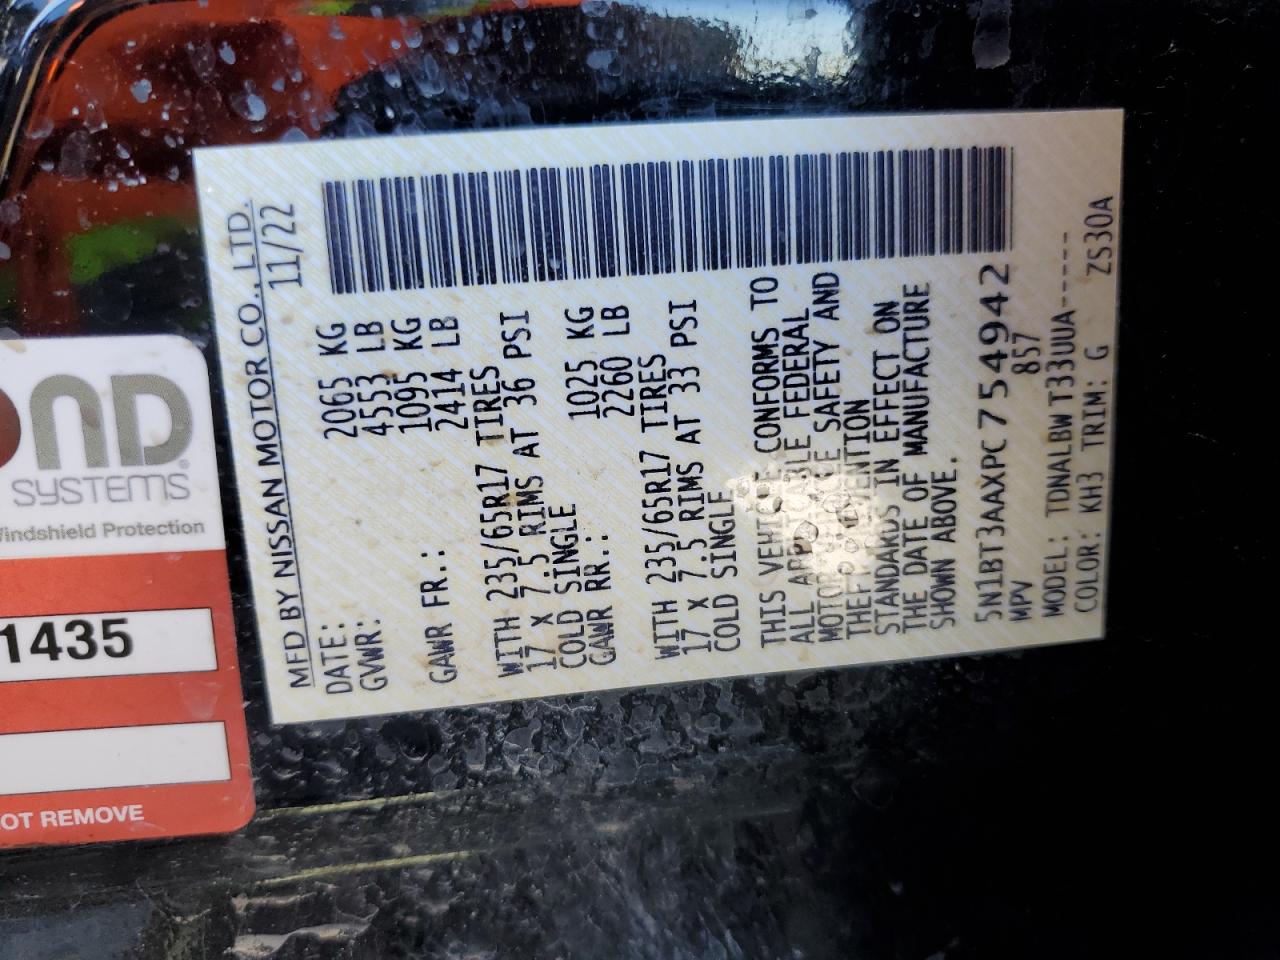 MFD BY NISSAN MOTOR CO., LTD.
DATE: 11/22
GVWR: 2065 KG
4553 LB
GAWR FR.: 1095 KG
2414 LB
WITH 235/65R17 TIRES
17 X 7.5 RIMS AT 36 PSI
COLD SINGLE
GAWR RR.: 1025 KG
2260 LB
WITH 235/65R17 TIRES
17 X 7.5 RIMS AT 33 PSI
COLD SINGLE
THIS VEHICLE CONFORMS TO
ALL APPLICABLE FEDERAL
MOTOR VEHICLE SAFETY AND
THEFT PREVENTION
STANDARDS IN EFFECT ON
THE DATE OF MANUFACTURE
SHOWN ABOVE.
5N1BT3AAXPC754942
MPV 857
MODEL: TDNALBWT33UUA-----
COLOR: KH3 TRIM: G ZS30A
OND
SYSTEMS
Windshield Protection
1435
OT REMOVE